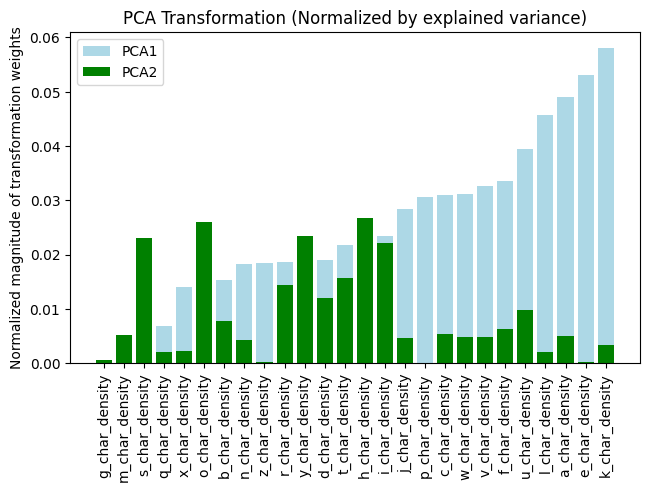 PCA Transformation (Normalized by explained variance)
Normalized magnitude of transformation weights
0.06
0.05
0.04
0.03
0.02
0.01
0.00
PCA1
PCA2
g_char_density
m_char_density
s_char_density
q_char_density
x_char_density
o_char_density
b_char_density
n_char_density
z_char_density
r_char_density
y_char_density
d_char_density
t_char_density
h_char_density
i_char_density
j_char_density
p_char_density
c_char_density
w_char_density
v_char_density
f_char_density
u_char_density
l_char_density
a_char_density
e_char_density
k_char_density